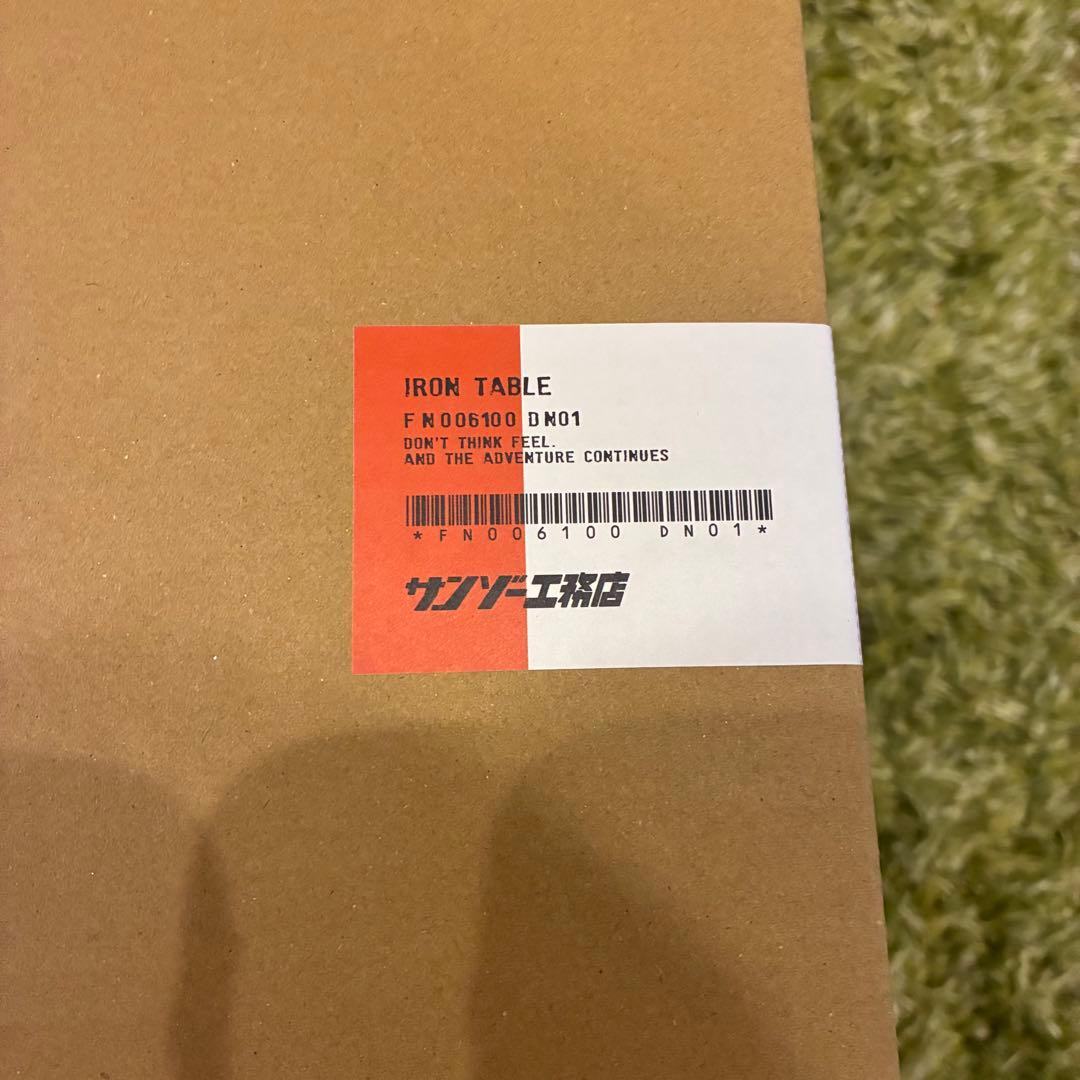 IRON TABLE
FN006100 DN01
DON'T THINK FEEL.
AND THE ADVENTURE CONTINUES
*FN006100 DN01*
サンゾー工務店